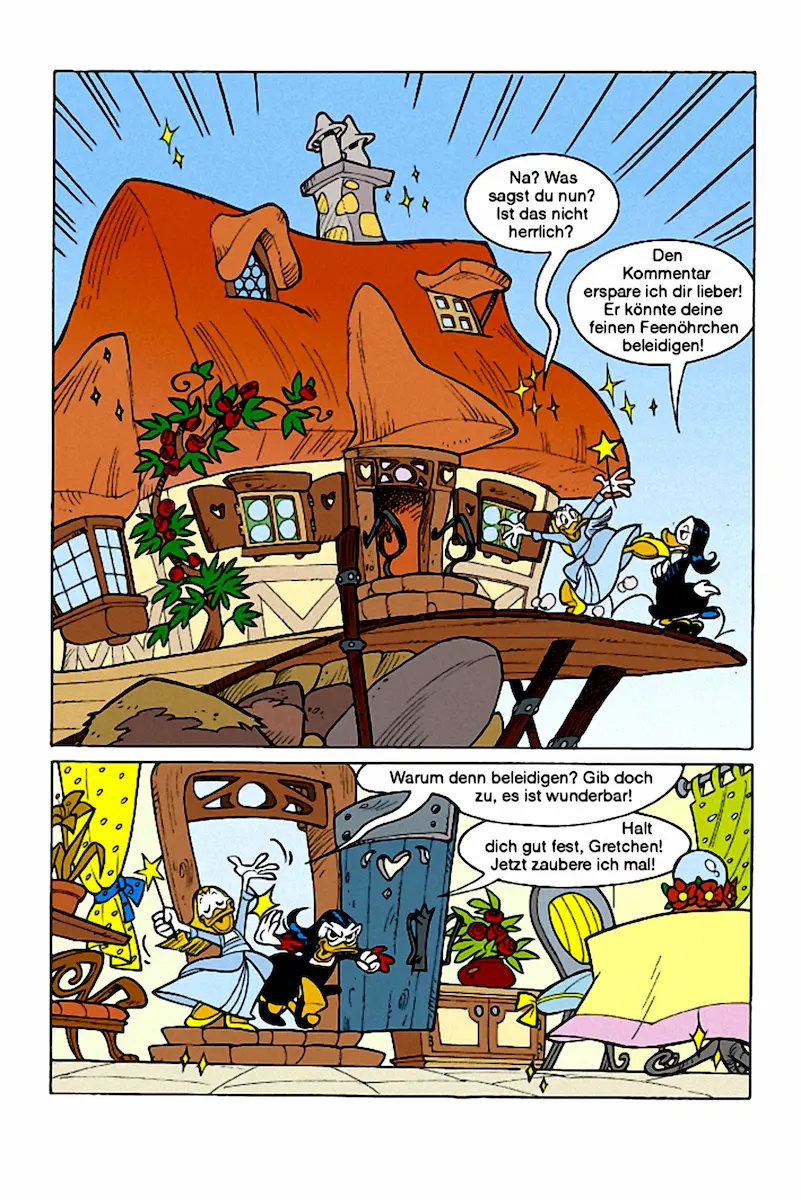 Na? Was
sagst du nun?
Ist das nicht
herrlich?
Den
Kommentar
erspare ich dir lieber!
Er könnte deine
feinen Feenöhrchen
beleidigen!
Warum denn beleidigen? Gib doch
zu, es ist wunderbar!
Halt
dich gut fest, Gretchen!
Jetzt zaubere ich mal!